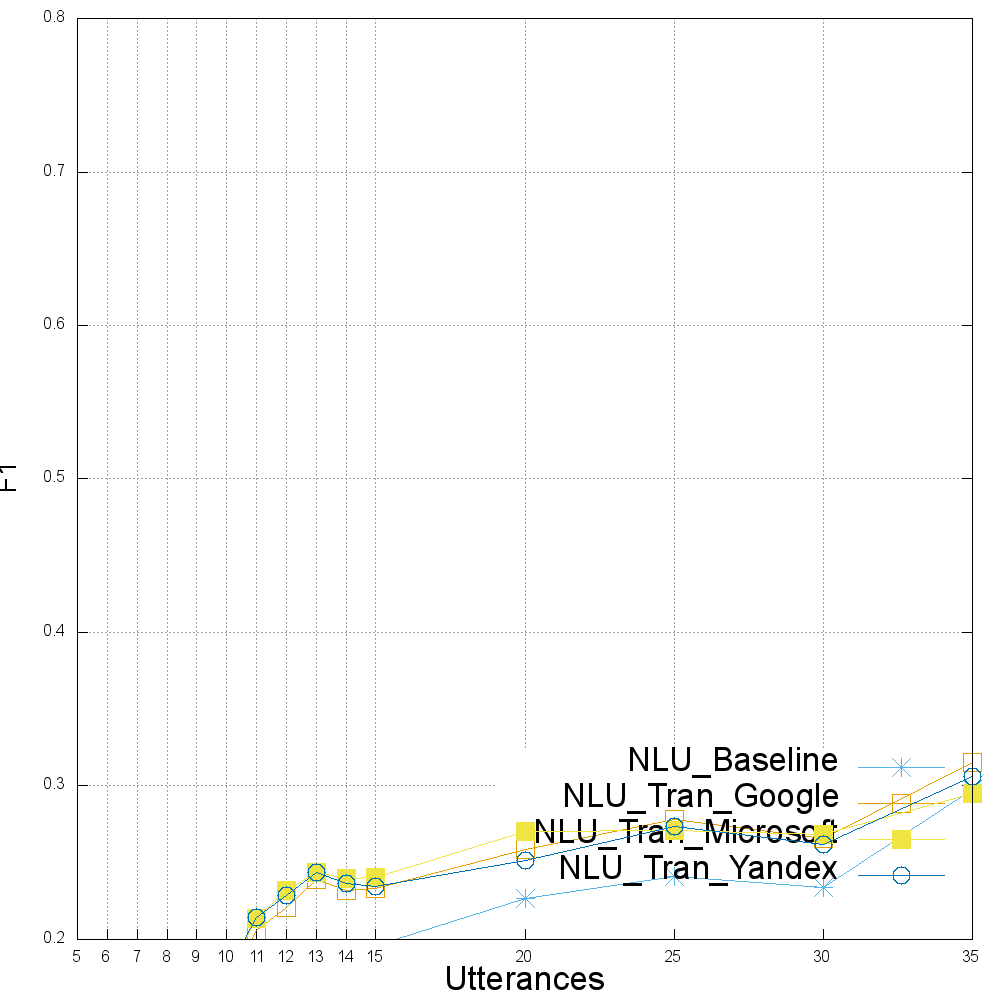 0.8
0.7
0.6
0.5
0.4
0.3
0.2
F1
NLU_Baseline
NLU_Tran_Google
NLU_Tran_Microsoft
NLU_Tran_Yandex
5 6 7 8 9 10 11 12 13 14 15 20 25 30 35
Utterances